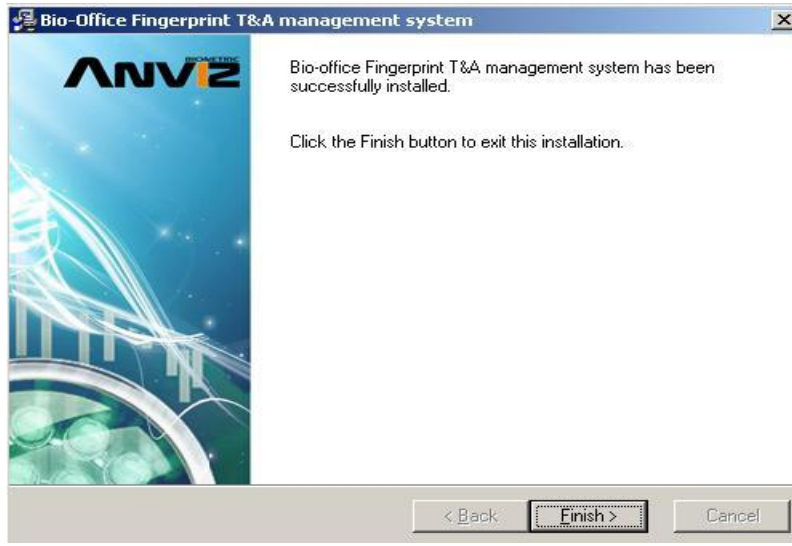 Bio-Office Fingerprint T&A management system
BIOMETRIC
ANVIZ
Bio-office Fingerprint T&A management system has been
successfully installed.
Click the Finish button to exit this installation.
< Back
Finish >
Cancel